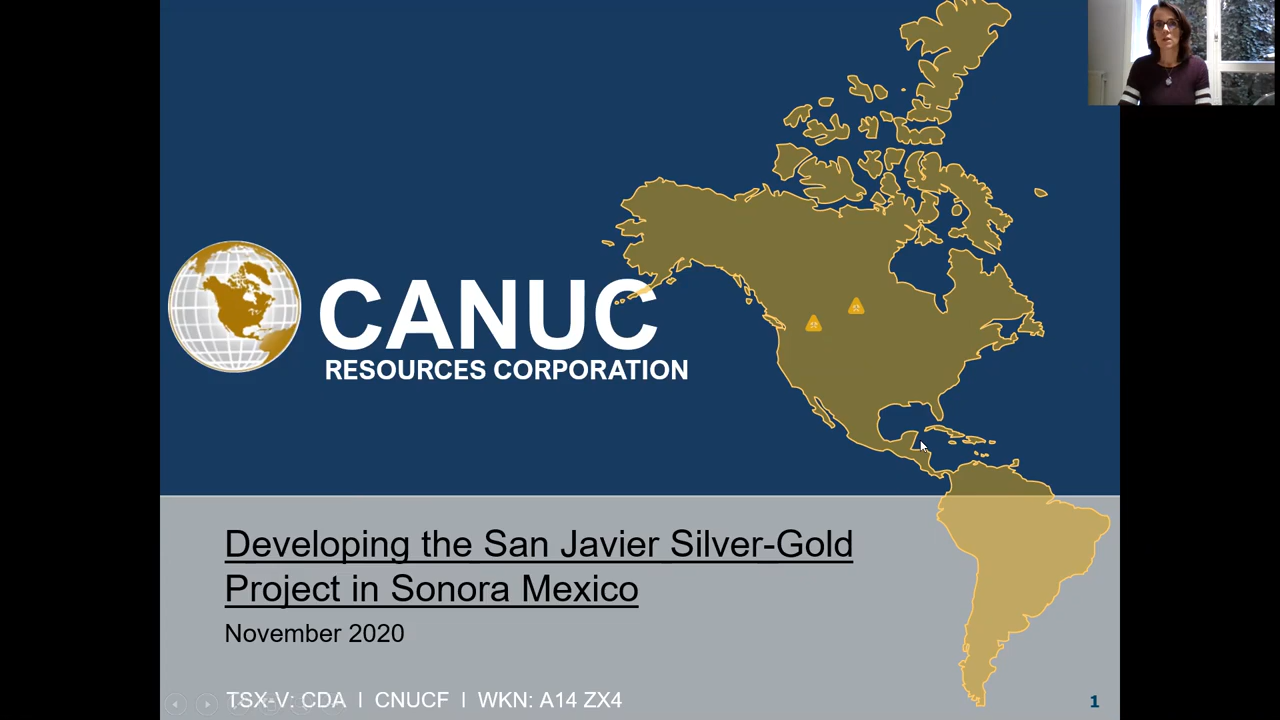 CANUC
RESOURCES CORPORATION
Developing the San Javier Silver-Gold
Project in Sonora Mexico
November 2020
TSX-V: CDA I CNUCF I WKN: A14 ZX4
1